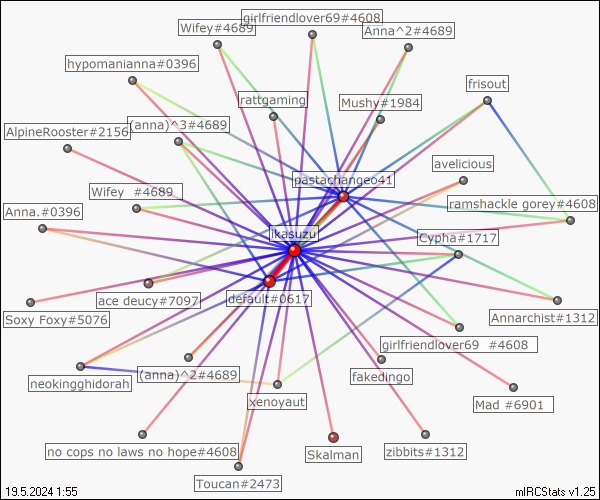 girlfriendlover69#4608
Wifey#4689
Anna^2#4689
hypomanianna#0396
frisout
rattgaming
Mushy#1984
AlpineRooster#2156
(anna)^3#4689
avelicious
pastachangeo41
Wifey  #4689
ramshackle gorey#4608
Anna.#0396
likasuzu
Cypha#1717
ace deucy#7097
default#0617
Soxy Foxy#5076
Annarchist#1312
girlfriendlover69  #4608
neokingghidorah
(anna)^2#4689
fakedingo
xenoyaut
Mad #6901
no cops no laws no hope#4608
Skalman
zibbits#1312
Toucan#2473
19.5.2024 1:55
mIRCStats v1.25